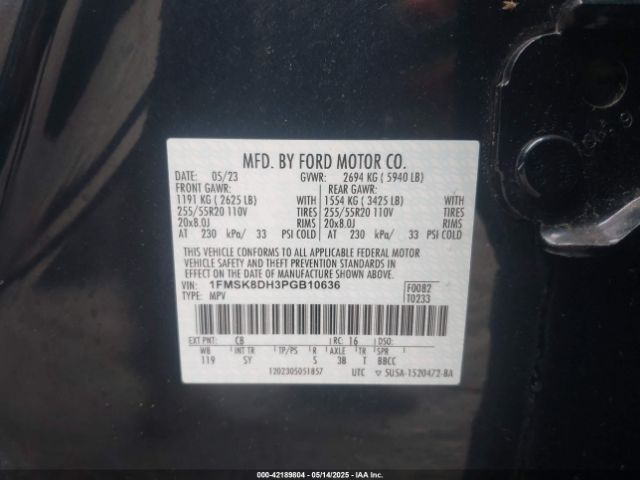 MFD. BY FORD MOTOR CO.
DATE: 05/23 GVWR: 2694 KG ( 5940 LB)
FRONT GAWR: REAR GAWR:
1191 KG ( 2625 LB) WITH 1554 KG ( 3425 LB) WITH
255/55R20 110V TIRES 255/55R20 110V TIRES
20x8.0J RIMS 20x8.0J RIMS
AT 230 kPa/ 33 PSI COLD AT 230 kPa/ 33 PSI COLD
THIS VEHICLE CONFORMS TO ALL APPLICABLE FEDERAL MOTOR
VEHICLE SAFETY AND THEFT PREVENTION STANDARDS IN
EFFECT ON THE DATE OF MANUFACTURE SHOWN ABOVE.
VIN: 1FMSK8DH3PGB10636 F0082
TYPE: MPV T0233
EXT PNT: CB RC: 16 DSO:
WB INT TR TP/PS R AXLE TR SPR
119 SY S 38 T BBCC
1202305051857 UTC ▽ SUSA-1520472-BA
000-42189804 - 05/14/2025 - IAA Inc.